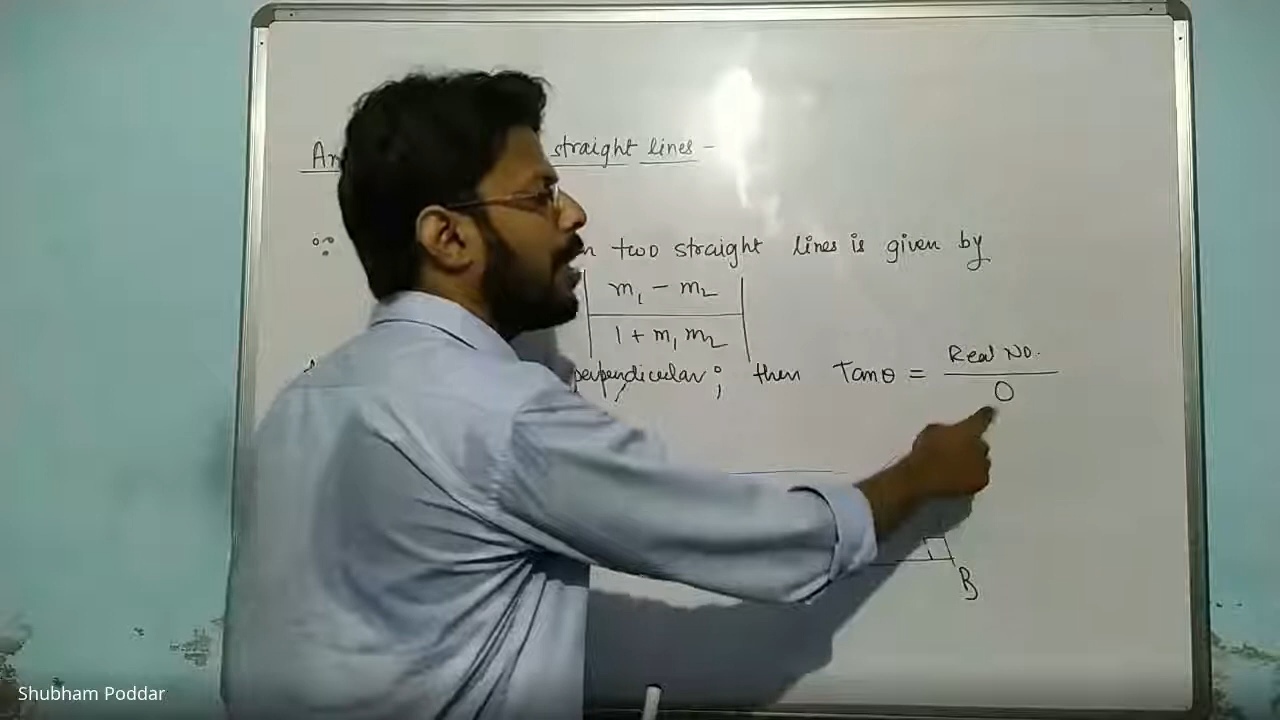 straight lines -
two straight lines is given by
m₁ - m₂
1 + m₁ m₂
perpendicular ; then Tanθ = Real No.
0
B
Shubham Poddar